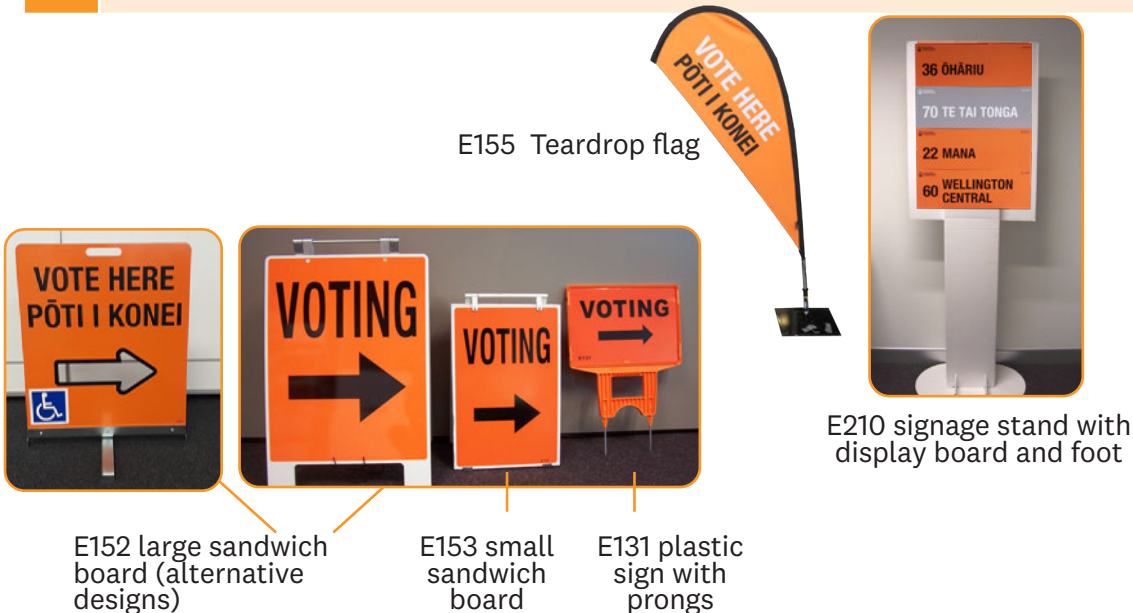 VOTE HERE
PŌTI I KONEI
E155 Teardrop flag
36 ŌHĀRIU
70 TE TAI TONGA
22 MANA
60 WELLINGTON
CENTRAL
E210 signage stand with
display board and foot
VOTE HERE
PŌTI I KONEI
VOTING
VOTING
VOTING
E131
E152 large sandwich
board (alternative
designs)
E153 small
sandwich
board
E131 plastic
sign with
prongs